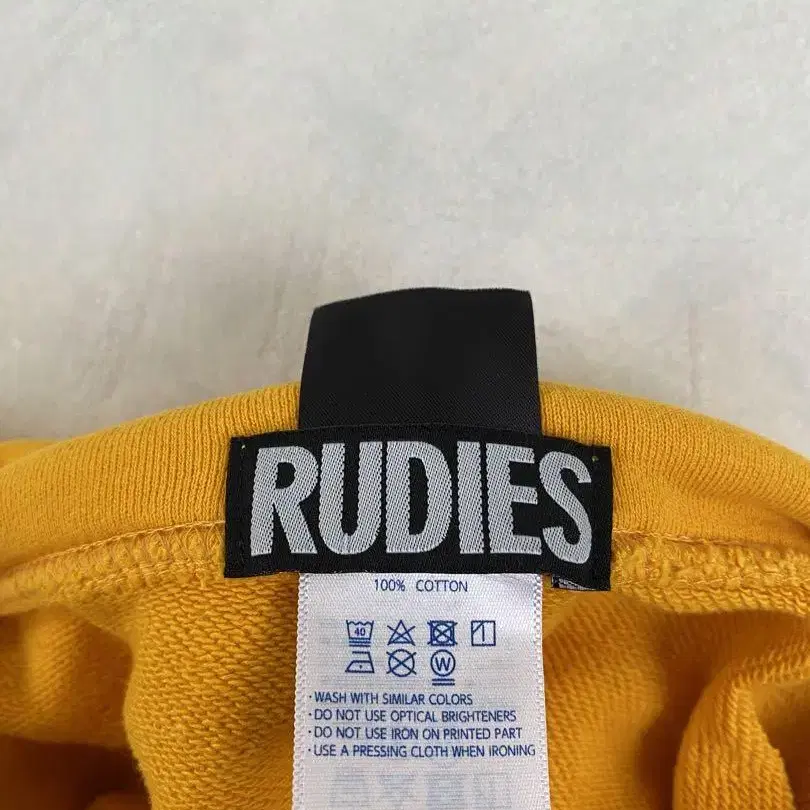 RUDIES
100% COTTON
40
W
· WASH WITH SIMILAR COLORS
· DO NOT USE OPTICAL BRIGHTENERS
· DO NOT USE IRON ON PRINTED PART
· USE A PRESSING CLOTH WHEN IRONING